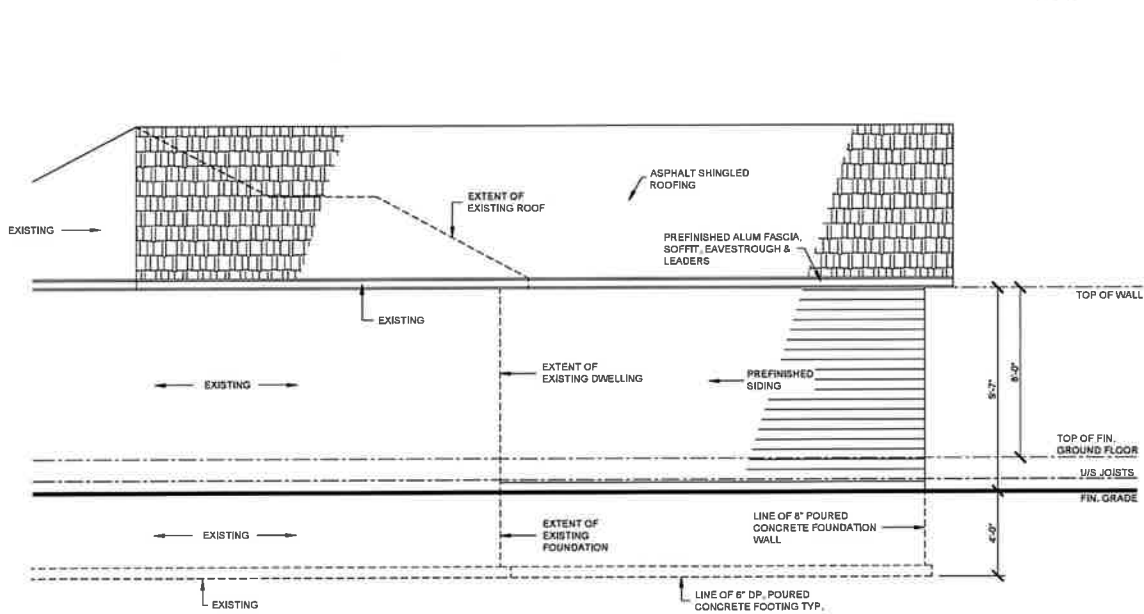 ASPHALT SHINGLED
ROOFING
EXTENT OF
EXISTING ROOF
EXISTING
PREFINISHED ALUM FASCIA,
SOFFIT, EAVESTROUGH &
LEADERS
TOP OF WALL
EXISTING
EXTENT OF
EXISTING DWELLING
PREFINISHED
SIDING
EXISTING
9'-7"
8'-0"
TOP OF FIN.
GROUND FLOOR
U/S JOISTS
FIN. GRADE
LINE OF 8" POURED
CONCRETE FOUNDATION
WALL
EXTENT OF
EXISTING
FOUNDATION
EXISTING
4'-0"
EXISTING
LINE OF 6" DP. POURED
CONCRETE FOOTING TYP.